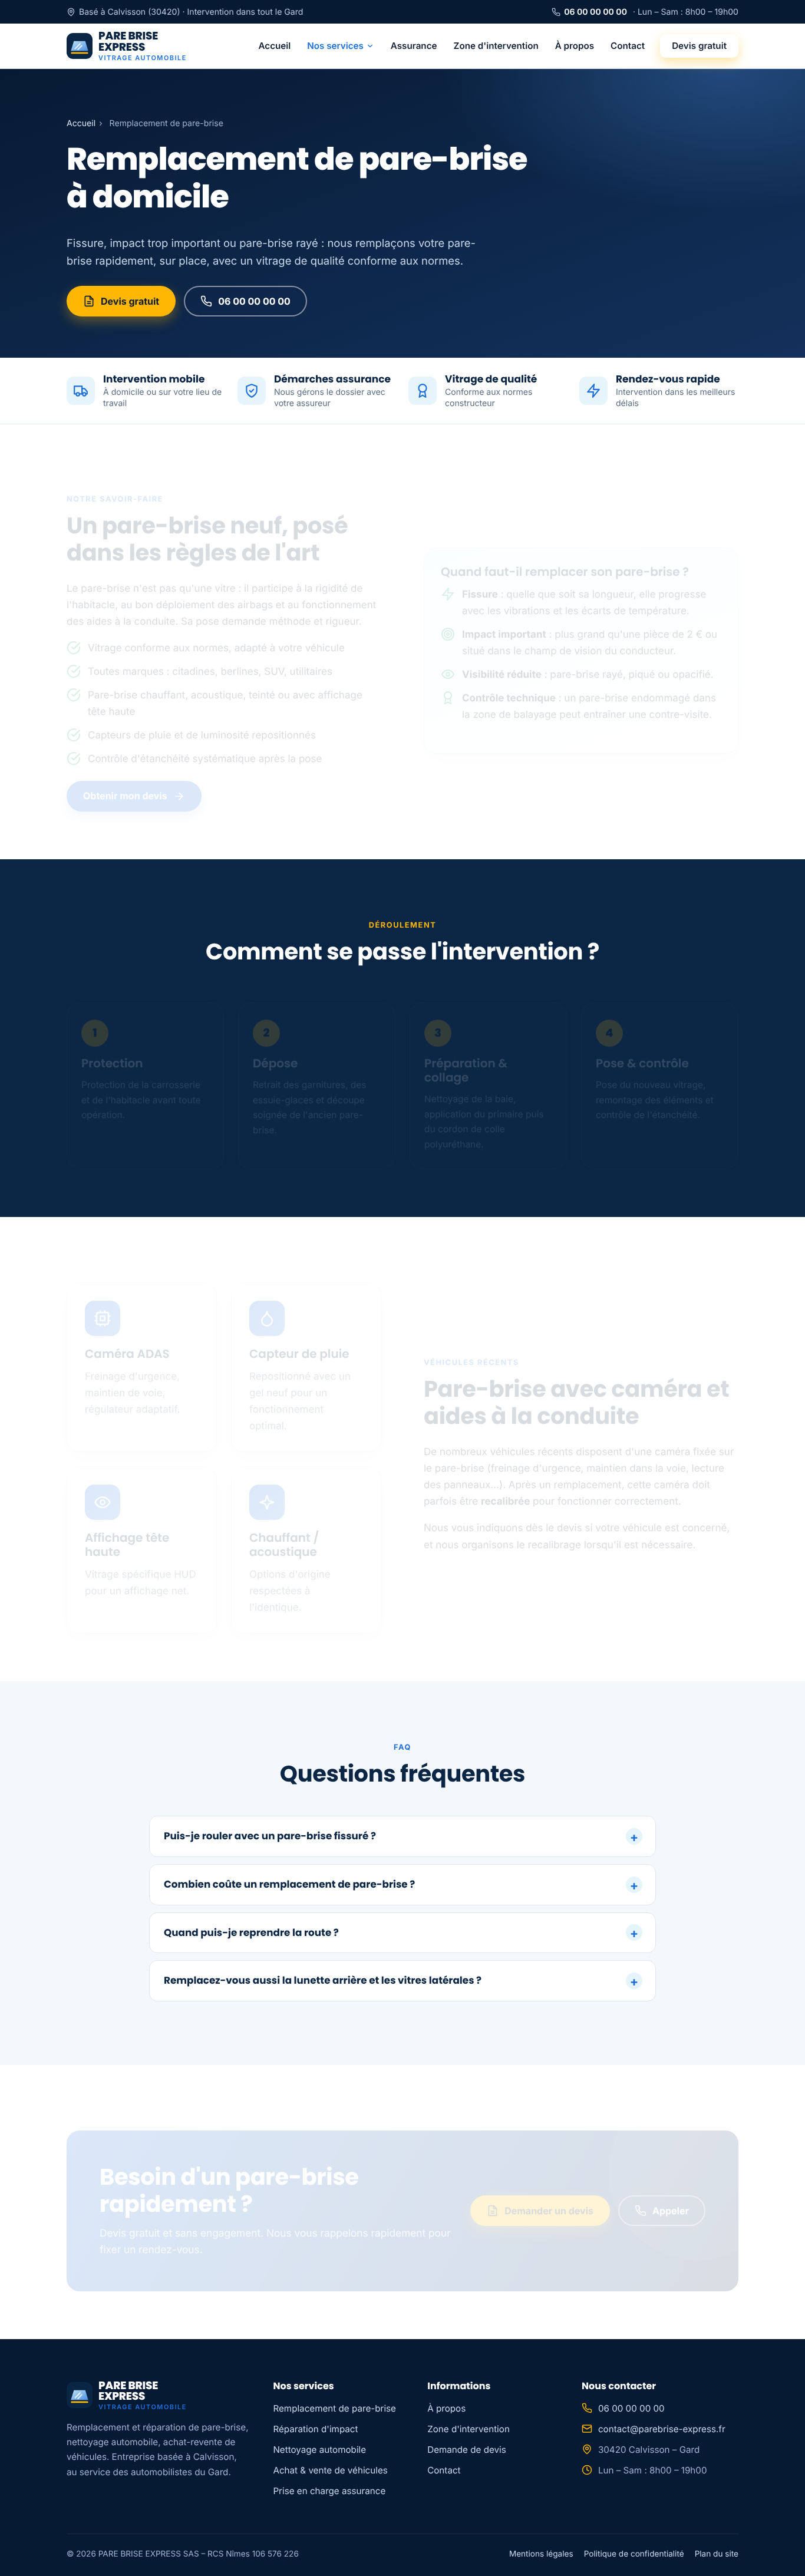 Basé à Calvisson (30420) · Intervention dans tout le Gard
06 00 00 00 00 · Lun – Sam : 8h00 – 19h00
PARE BRISE
EXPRESS
VITRAGE AUTOMOBILE
Accueil
Nos services
Assurance
Zone d'intervention
À propos
Contact
Devis gratuit
Accueil › Remplacement de pare-brise
Remplacement de pare-brise
à domicile
Fissure, impact trop important ou pare-brise rayé : nous remplaçons votre pare-
brise rapidement, sur place, avec un vitrage de qualité conforme aux normes.
Devis gratuit
06 00 00 00 00
Intervention mobile
À domicile ou sur votre lieu de
travail
Démarches assurance
Nous gérons le dossier avec
votre assureur
Vitrage de qualité
Conforme aux normes
constructeur
Rendez-vous rapide
Intervention dans les meilleurs
délais
NOTRE SAVOIR-FAIRE
Un pare-brise neuf, posé
dans les règles de l'art
Le pare-brise n'est pas qu'une vitre : il participe à la rigidité de
l'habitacle, au bon déploiement des airbags et au fonctionnement
des aides à la conduite. Sa pose demande méthode et rigueur.
Vitrage conforme aux normes, adapté à votre véhicule
Toutes marques : citadines, berlines, SUV, utilitaires
Pare-brise chauffant, acoustique, teinté ou avec affichage
tête haute
Capteurs de pluie et de luminosité repositionnés
Contrôle d'étanchéité systématique après la pose
Obtenir mon devis
Quand faut-il remplacer son pare-brise ?
Fissure : quelle que soit sa longueur, elle progresse
avec les vibrations et les écarts de température.
Impact important : plus grand qu'une pièce de 2 € ou
situé dans le champ de vision du conducteur.
Visibilité réduite : pare-brise rayé, piqué ou opacifié.
Contrôle technique : un pare-brise endommagé dans
la zone de balayage peut entraîner une contre-visite.
DÉROULEMENT
Comment se passe l'intervention ?
1
Protection
Protection de la carrosserie
et de l'habitacle avant toute
opération.
2
Dépose
Retrait des garnitures, des
essuie-glaces et découpe
soignée de l'ancien pare-
brise.
3
Préparation &
collage
Nettoyage de la baie,
application du primaire puis
du cordon de colle
polyuréthane.
4
Pose & contrôle
Pose du nouveau vitrage,
remontage des éléments et
contrôle de l'étanchéité.
Caméra ADAS
Freinage d'urgence,
maintien de voie,
régulateur adaptatif.
Capteur de pluie
Repositionné avec un
gel neuf pour un
fonctionnement
optimal.
Affichage tête
haute
Vitrage spécifique HUD
pour un affichage net.
Chauffant /
acoustique
Options d'origine
respectées à
l'identique.
VÉHICULES RÉCENTS
Pare-brise avec caméra et
aides à la conduite
De nombreux véhicules récents disposent d'une caméra fixée sur
le pare-brise (freinage d'urgence, maintien dans la voie, lecture
des panneaux…). Après un remplacement, cette caméra doit
parfois être recalibrée pour fonctionner correctement.
Nous vous indiquons dès le devis si votre véhicule est concerné,
et nous organisons le recalibrage lorsqu'il est nécessaire.
FAQ
Questions fréquentes
Puis-je rouler avec un pare-brise fissuré ?
Combien coûte un remplacement de pare-brise ?
Quand puis-je reprendre la route ?
Remplacez-vous aussi la lunette arrière et les vitres latérales ?
Besoin d'un pare-brise
rapidement ?
Devis gratuit et sans engagement. Nous vous rappelons rapidement pour
fixer un rendez-vous.
Demander un devis
Appeler
PARE BRISE
EXPRESS
VITRAGE AUTOMOBILE
Remplacement et réparation de pare-brise,
nettoyage automobile, achat-revente de
véhicules. Entreprise basée à Calvisson,
au service des automobilistes du Gard.
Nos services
Remplacement de pare-brise
Réparation d'impact
Nettoyage automobile
Achat & vente de véhicules
Prise en charge assurance
Informations
À propos
Zone d'intervention
Demande de devis
Contact
Nous contacter
06 00 00 00 00
contact@parebrise-express.fr
30420 Calvisson – Gard
Lun – Sam : 8h00 – 19h00
© 2026 PARE BRISE EXPRESS SAS – RCS Nîmes 106 576 226
Mentions légales
Politique de confidentialité
Plan du site